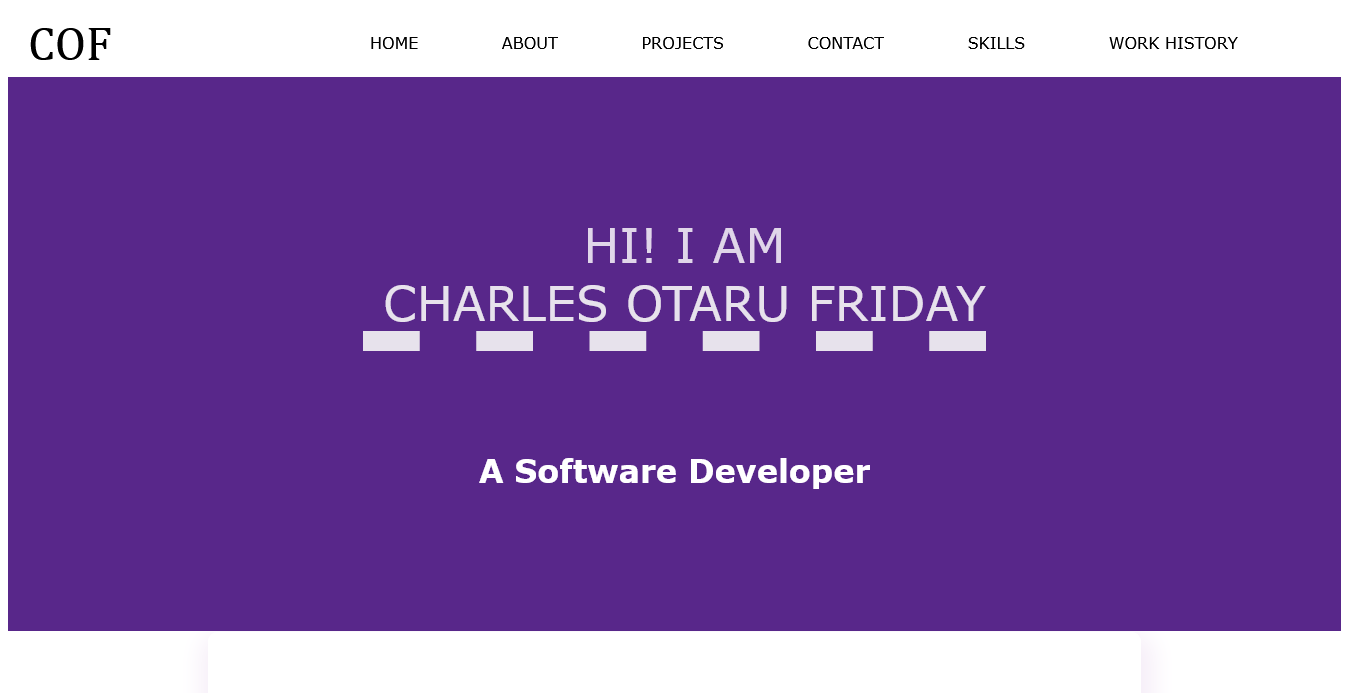 COF
HOME ABOUT PROJECTS CONTACT SKILLS WORK HISTORY
HI! I AM
CHARLES OTARU FRIDAY
A Software Developer